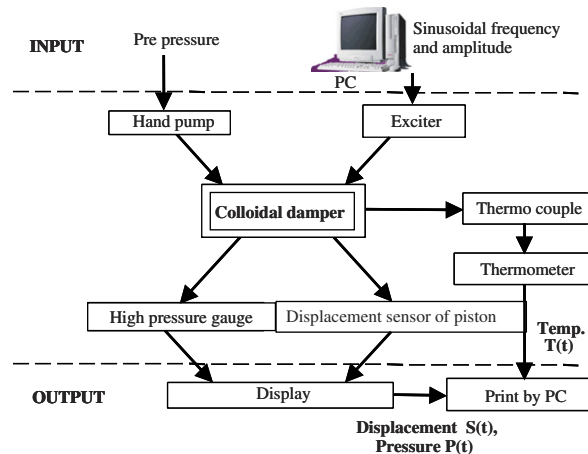 INPUT
Pre pressure
Sinusoidal frequency
and amplitude
PC
Hand pump
Exciter
Colloidal damper
Thermo couple
Thermometer
High pressure gauge
Displacement sensor of piston
Temp.
T(t)
OUTPUT
Display
Print by PC
Displacement S(t),
Pressure P(t)